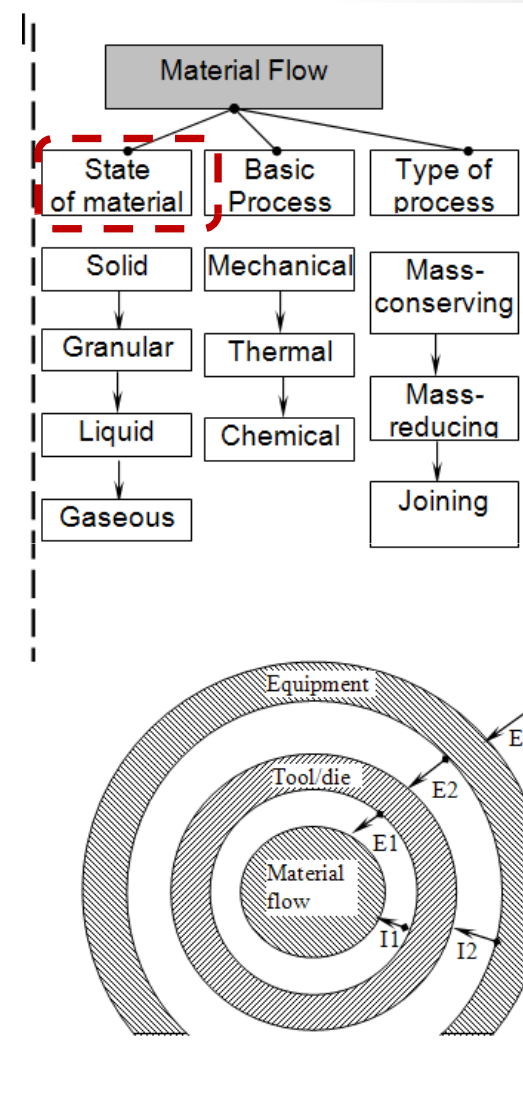 Material Flow
State
of material
Basic
Process
Type of
process
Solid
Granular
Liquid
Gaseous
Mechanical
Thermal
Chemical
Mass-
conserving
Mass-
reducing
Joining
Equipment
E
Tool/die
E2
E1
Material
flow
I1
I2